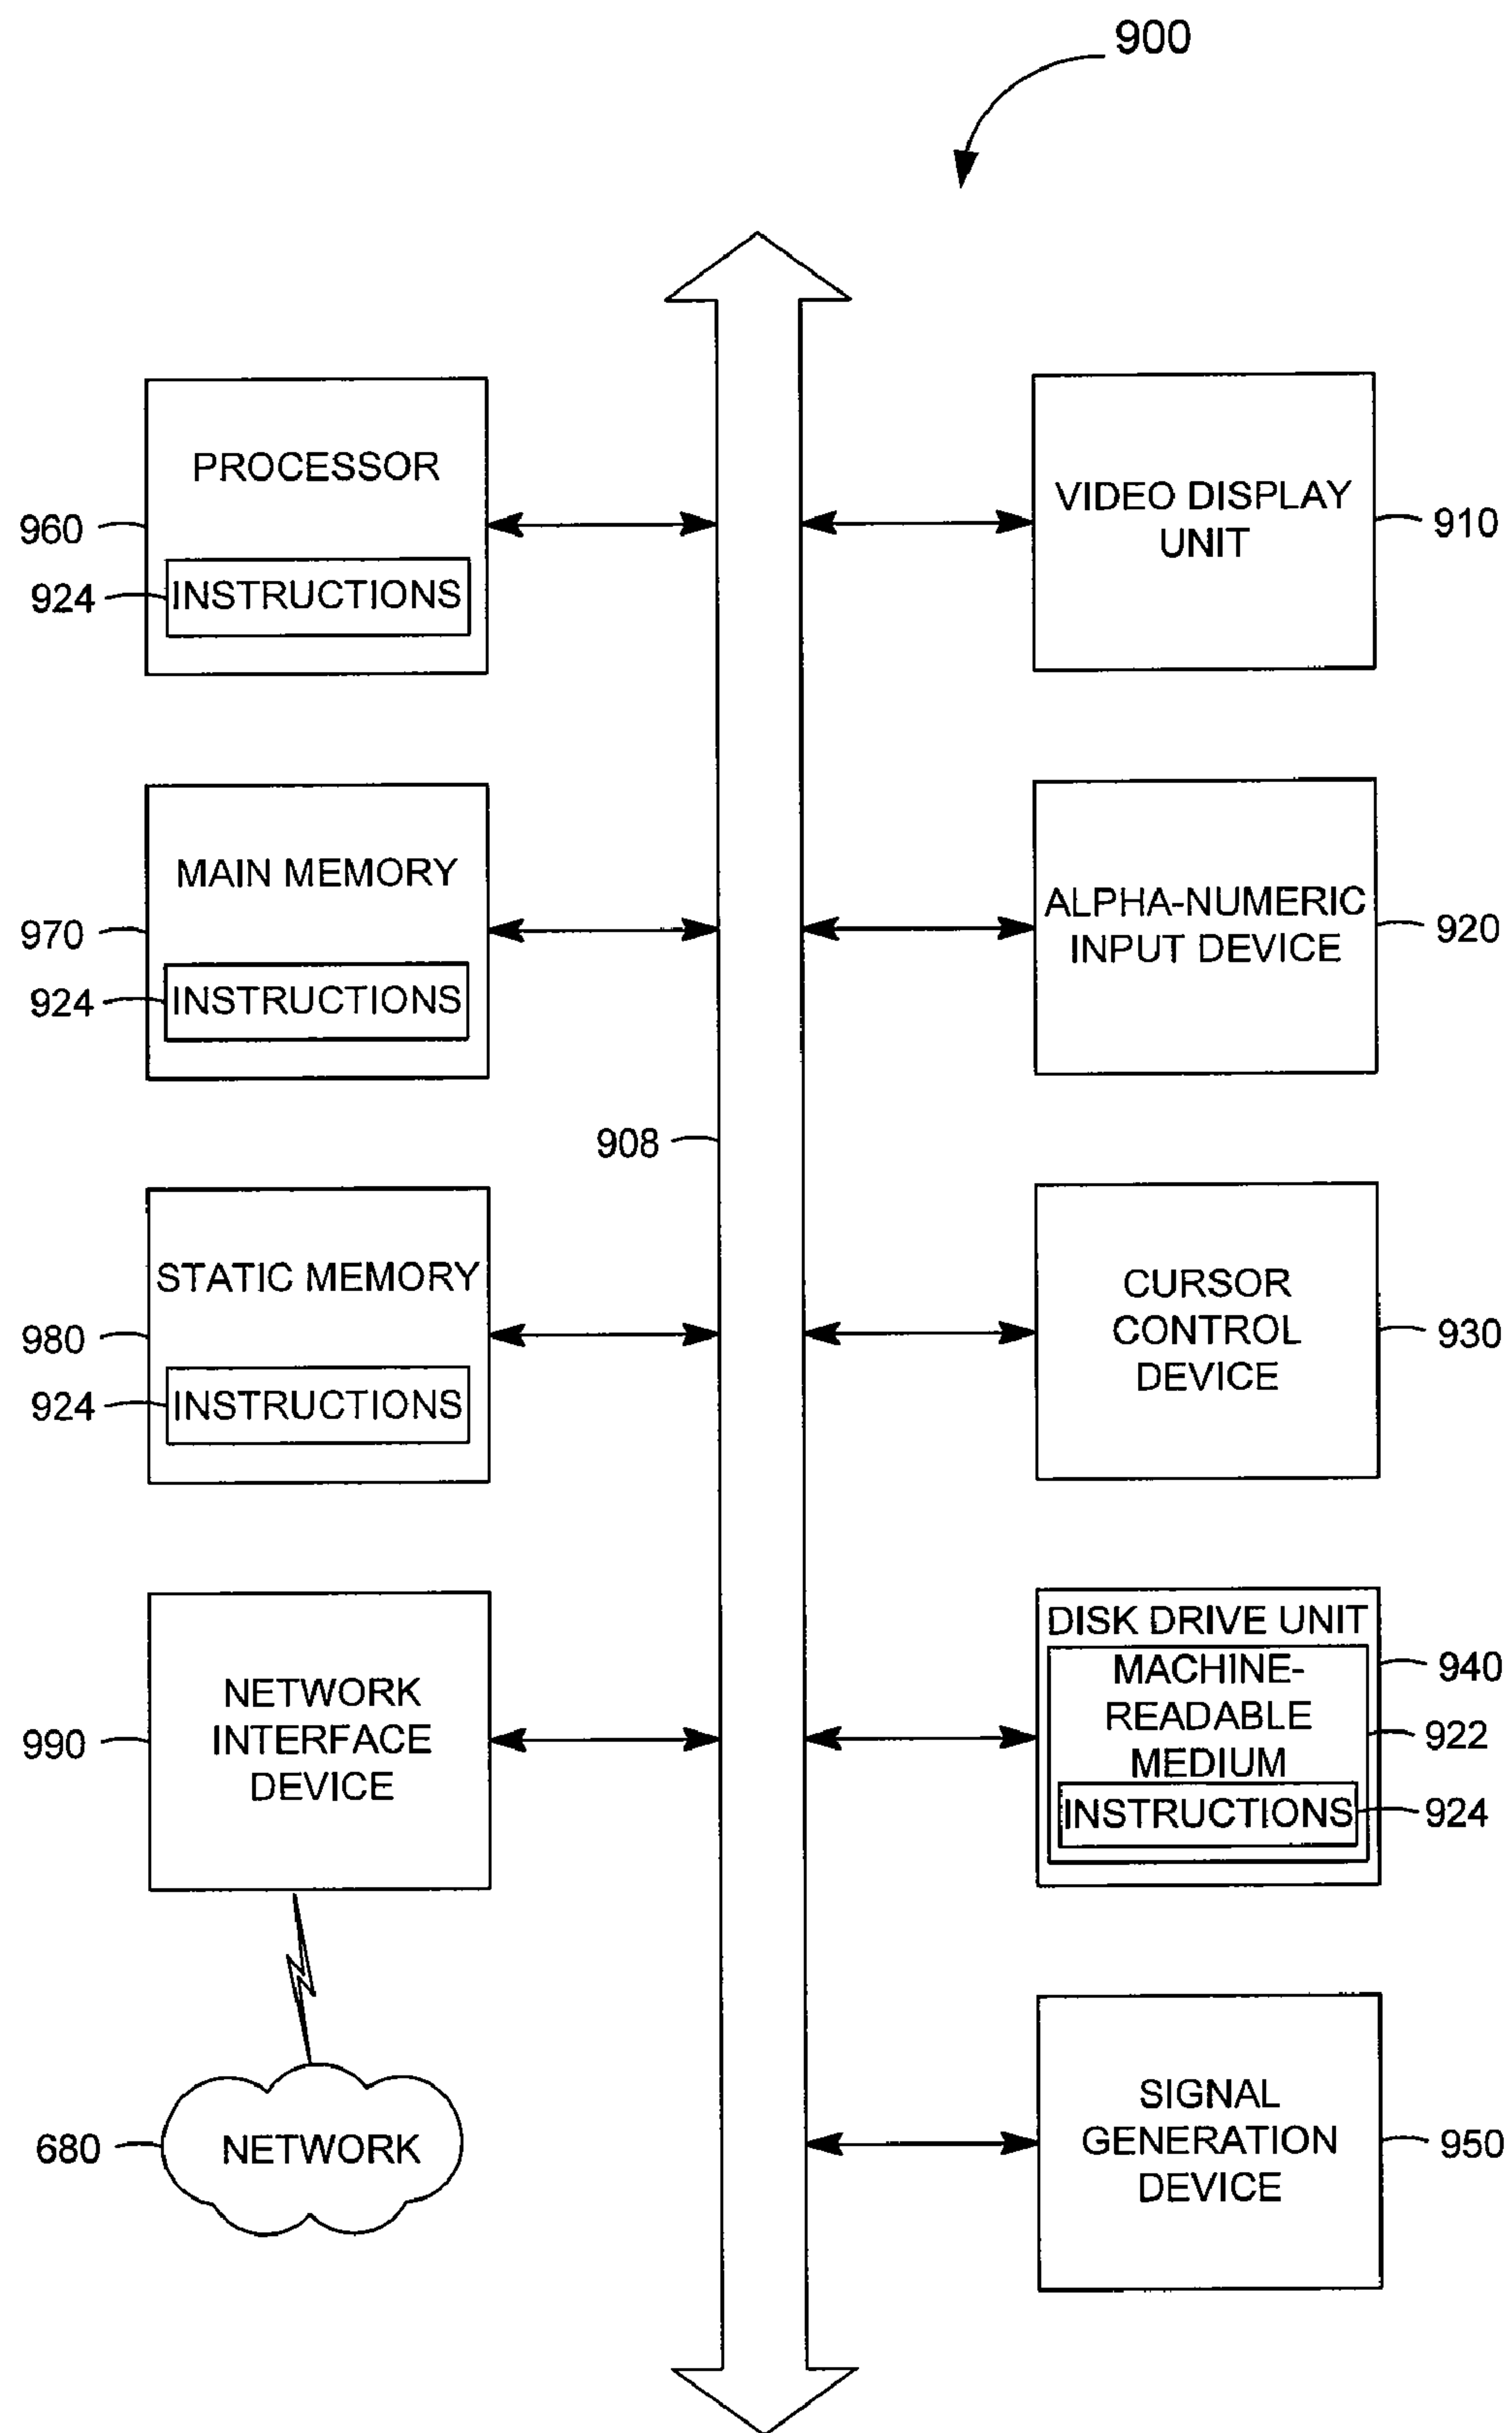 900
PROCESSOR
960
924
INSTRUCTIONS
VIDEO DISPLAY
UNIT
910
MAIN MEMORY
970
924
INSTRUCTIONS
ALPHA-NUMERIC
INPUT DEVICE
920
908
STATIC MEMORY
980
924
INSTRUCTIONS
CURSOR
CONTROL
DEVICE
930
NETWORK
INTERFACE
DEVICE
990
DISK DRIVE UNIT
940
MACHINE-
READABLE
MEDIUM
922
INSTRUCTIONS
924
680
NETWORK
SIGNAL
GENERATION
DEVICE
950